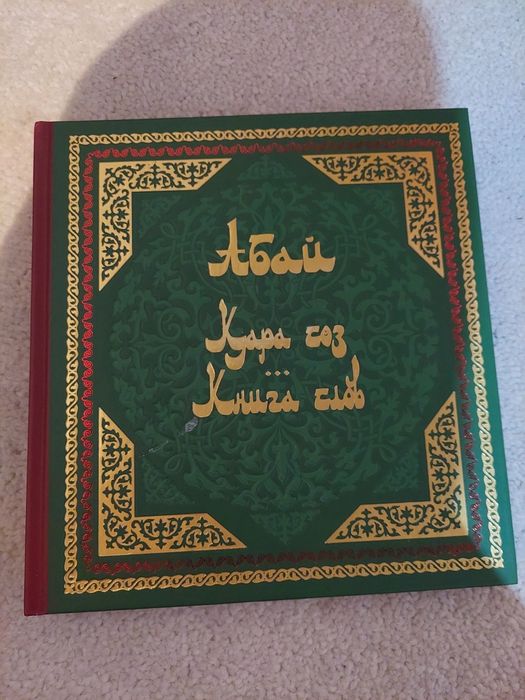 Абай
Қара сөз
Книга слов